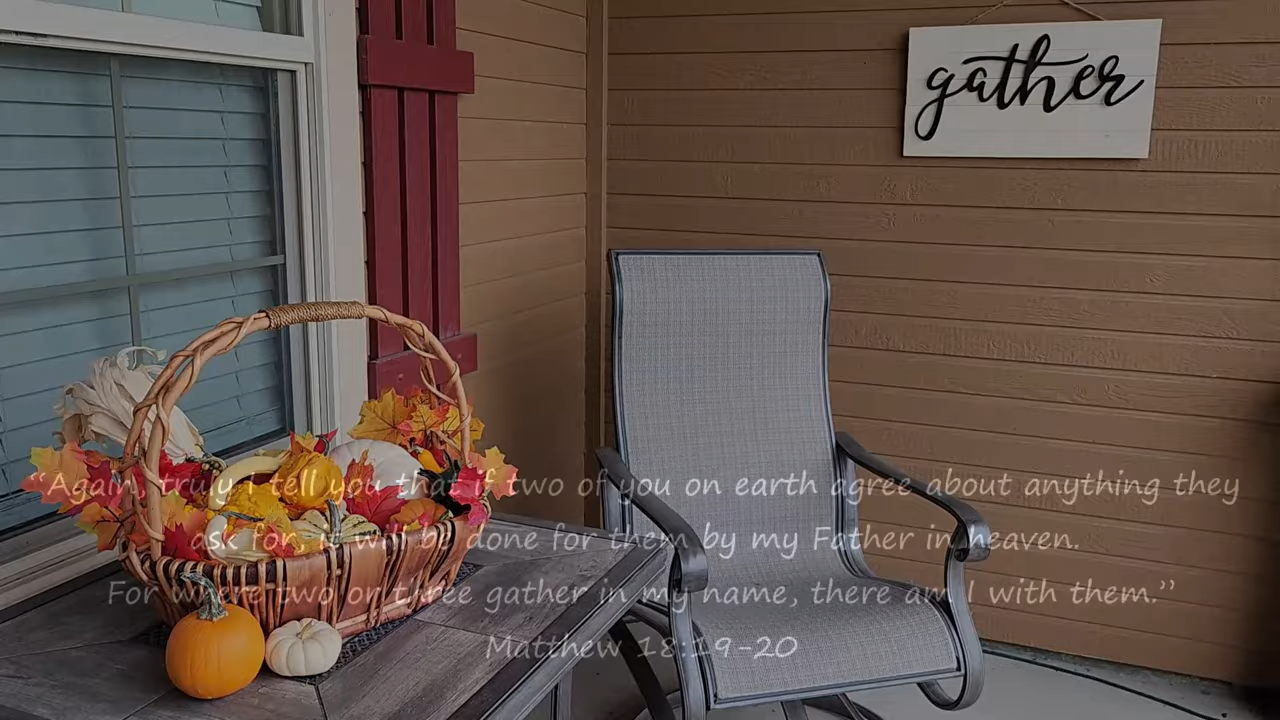 gather
“Again, truly I tell you that if two of you on earth agree about anything they
ask for, it will be done for them by my Father in heaven.
For where two or three gather in my name, there am I with them.”
Matthew 18:19-20